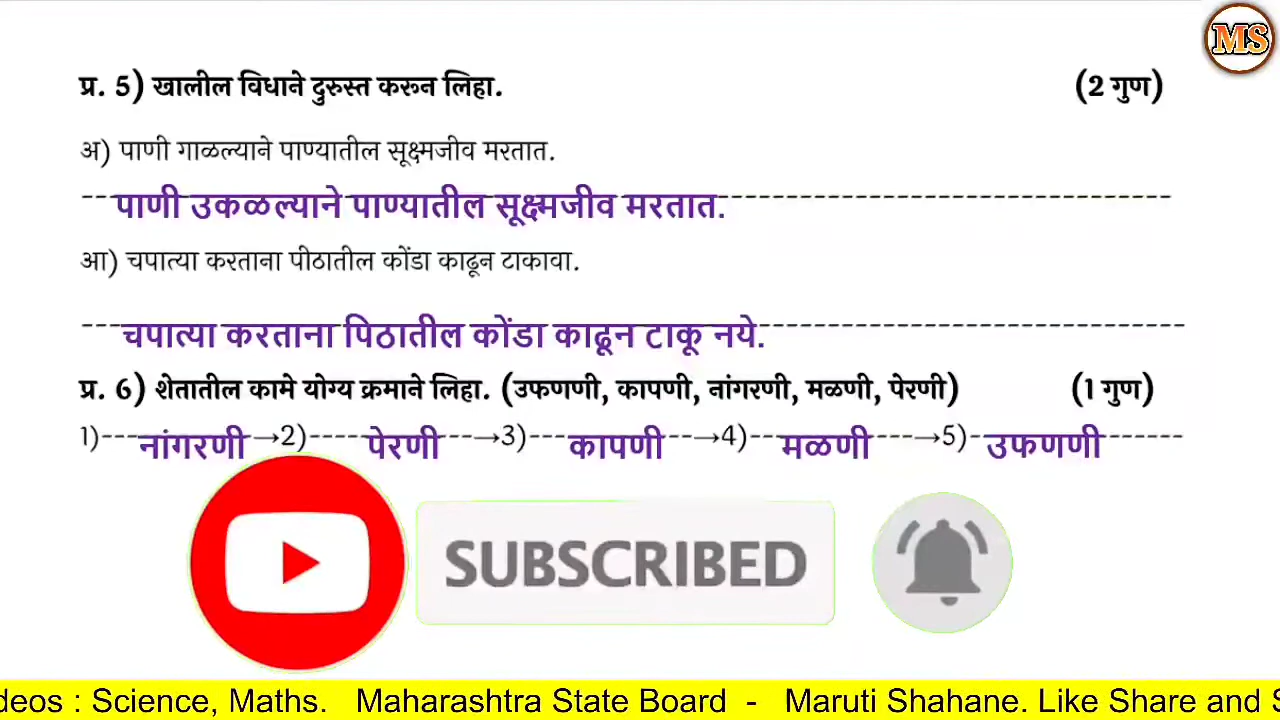 MS
प्र. 5) खालील विधाने दुरुस्त करून लिहा. (2 गुण)
अ) पाणी गाळल्याने पाण्यातील सूक्ष्मजीव मरतात.
पाणी उकळल्याने पाण्यातील सूक्ष्मजीव मरतात.
आ) चपात्या करताना पीठातील कोंडा काढून टाकावा.
चपात्या करताना पिठातील कोंडा काढून टाकू नये.
प्र. 6) शेतातील कामे योग्य क्रमाने लिहा. (उफणणी, कापणी, नांगरणी, मळणी, पेरणी) (1 गुण)
1)--- नांगरणी →2)----- पेरणी ---→3)--- कापणी --→4)-- मळणी ---→5)- उफणणी ------
SUBSCRIBED
deos : Science, Maths. Maharashtra State Board - Maruti Shahane. Like Share and S